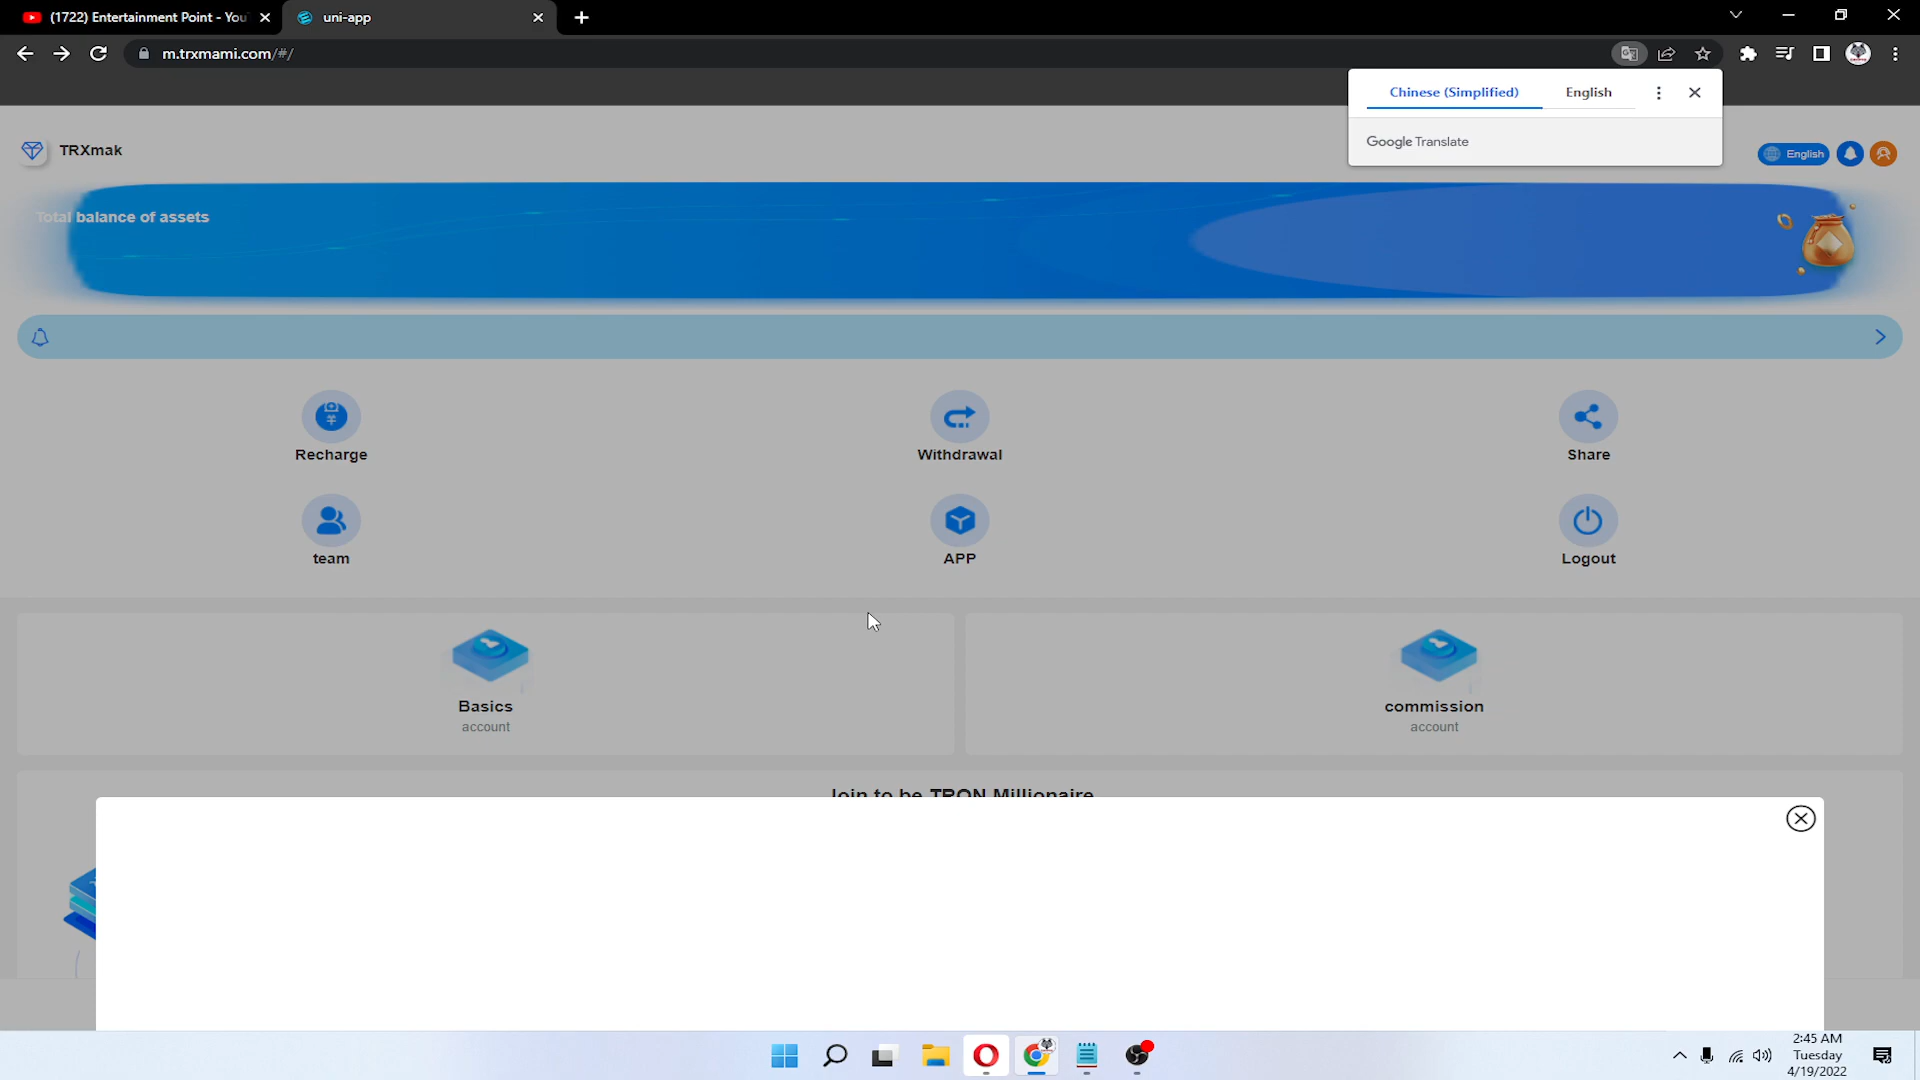 (1722) Entertainment Point - You
uni-app
m.trxmami.com/#/
Chinese (Simplified)
English
Google Translate
TRXmak
English
Total balance of assets
Recharge
Withdrawal
Share
team
APP
Logout
Basics
account
commission
account
Join to be TRON Millionaire
2:45 AM
Tuesday
4/19/2022